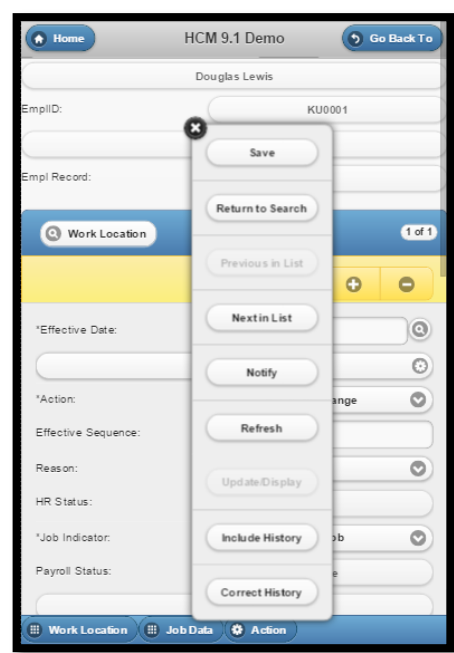 Home
HCM 9.1 Demo
Go Back To
Douglas Lewis
EmplID:
KU0001
Save
Empl Record:
Return to Search
Work Location
1 of 1
Previous in List
*Effective Date:
Next in List
Notify
*Action:
ange
Effective Sequence:
Refresh
Reason:
Update/Display
HR Status:
*Job Indicator:
Include History
ob
Payroll Status:
e
Correct History
Work Location
Job Data
Action